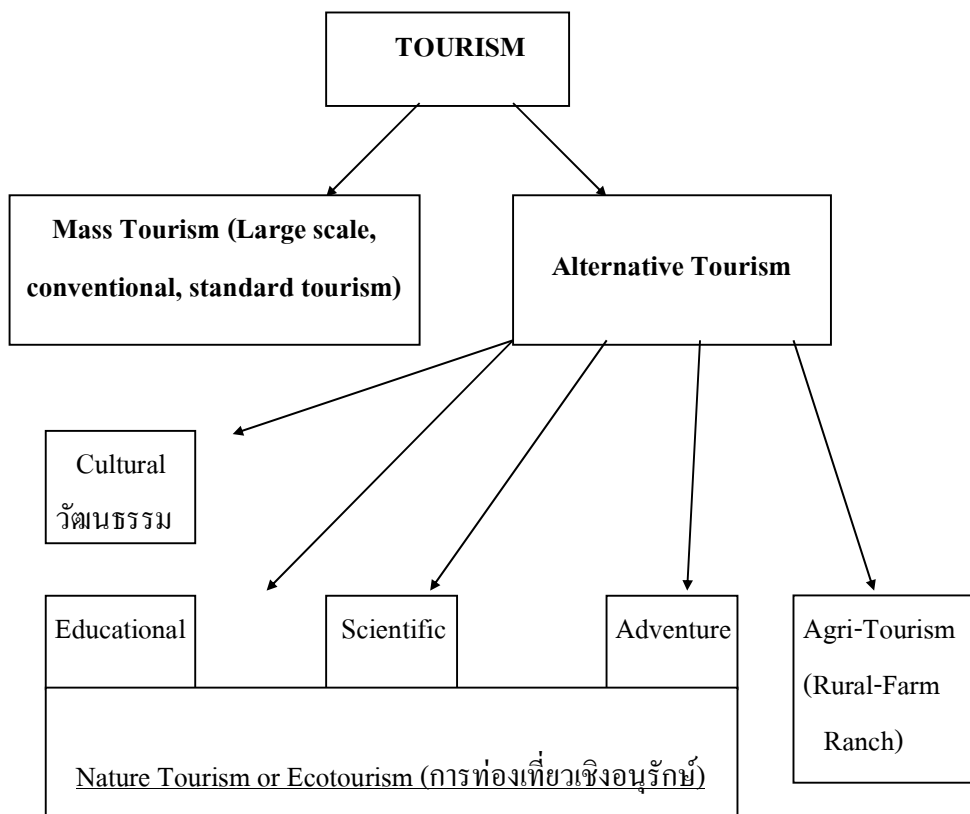 TOURISM
Mass Tourism (Large scale,
conventional, standard tourism)
Alternative Tourism
Cultural
วัฒนธรรม
Educational
Scientific
Adventure
Agri-Tourism
(Rural-Farm
Ranch)
Nature Tourism or Ecotourism (การท่องเที่ยวเชิงอนุรักษ์)